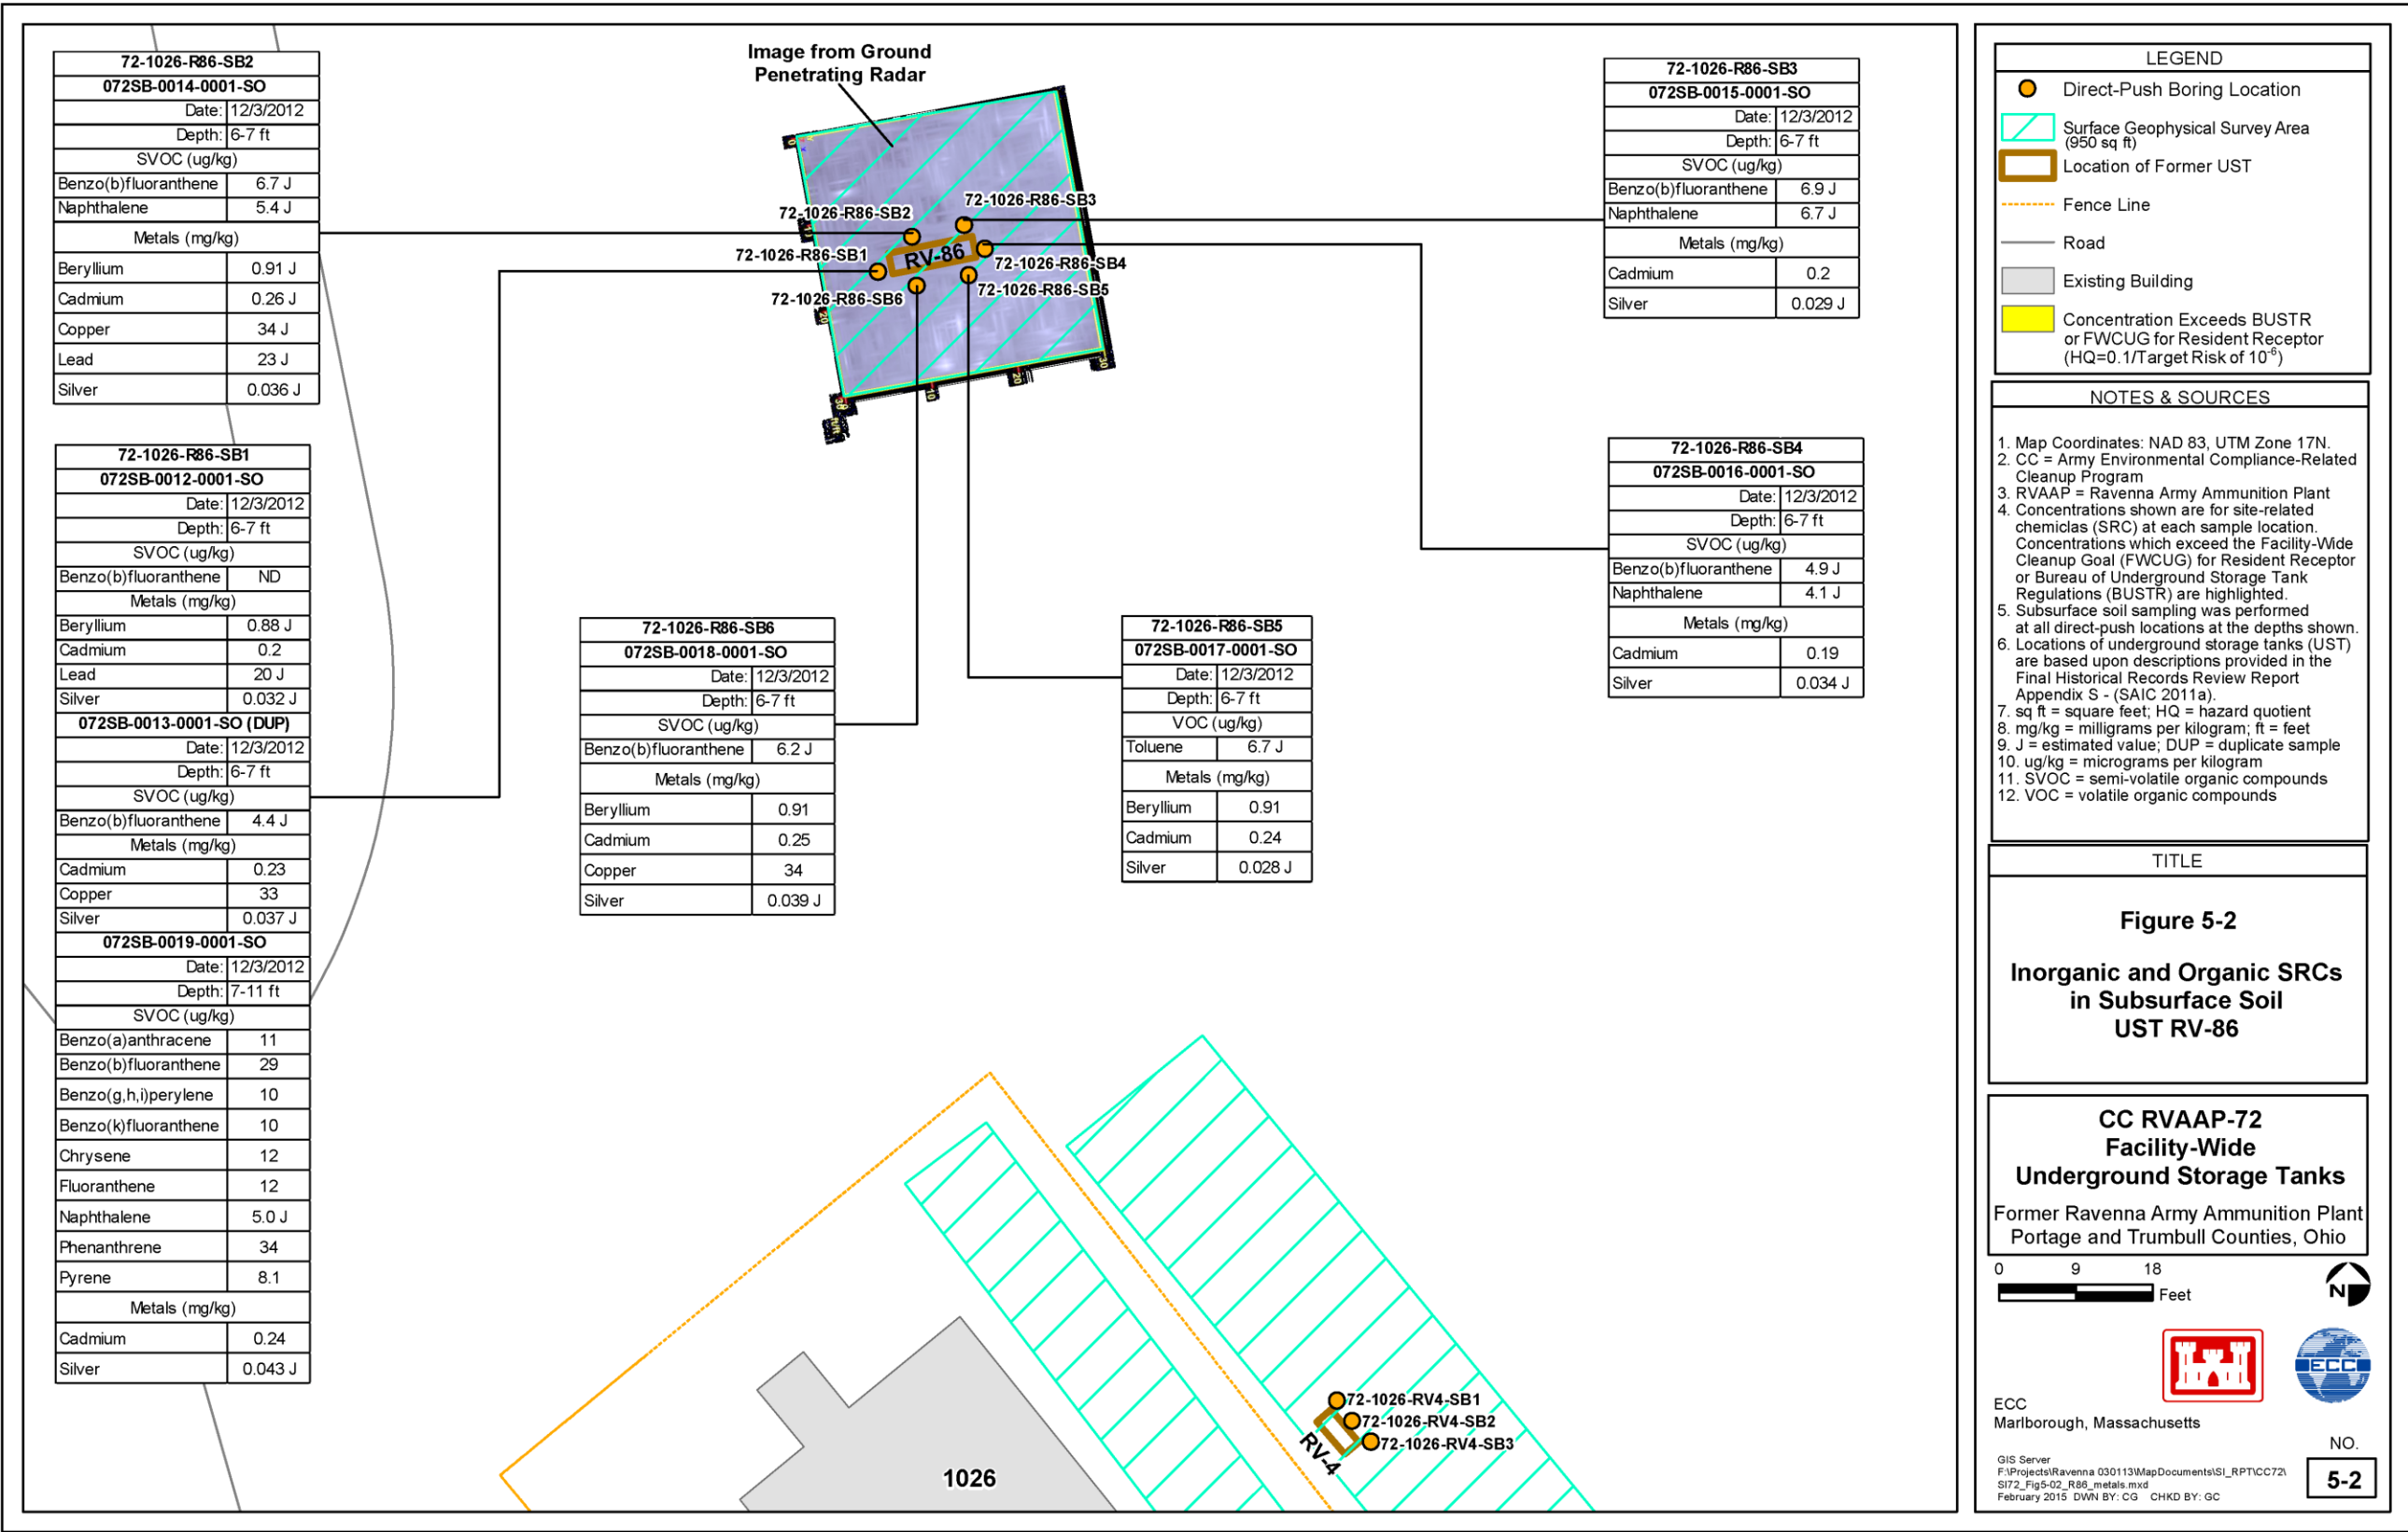 Image from Ground
Penetrating Radar
72-1026-R86-SB2
072SB-0014-0001-SO
Date: 12/3/2012
Depth: 6-7 ft
SVOC (ug/kg)
Benzo(b)fluoranthene 6.7 J
Naphthalene 5.4 J
Metals (mg/kg)
Beryllium 0.91 J
Cadmium 0.26 J
Copper 34 J
Lead 23 J
Silver 0.036 J
72-1026-R86-SB1
072SB-0012-0001-SO
Date: 12/3/2012
Depth: 6-7 ft
SVOC (ug/kg)
Benzo(b)fluoranthene ND
Metals (mg/kg)
Beryllium 0.88 J
Cadmium 0.2
Lead 20 J
Silver 0.032 J
072SB-0013-0001-SO (DUP)
Date: 12/3/2012
Depth: 6-7 ft
SVOC (ug/kg)
Benzo(b)fluoranthene 4.4 J
Metals (mg/kg)
Cadmium 0.23
Copper 33
Silver 0.037 J
072SB-0019-0001-SO
Date: 12/3/2012
Depth: 7-11 ft
SVOC (ug/kg)
Benzo(a)anthracene 11
Benzo(b)fluoranthene 29
Benzo(g,h,i)perylene 10
Benzo(k)fluoranthene 10
Chrysene 12
Fluoranthene 12
Naphthalene 5.0 J
Phenanthrene 34
Pyrene 8.1
Metals (mg/kg)
Cadmium 0.24
Silver 0.043 J
72-1026-R86-SB3
72-1026-R86-SB2
72-1026-R86-SB1
RV-86
72-1026-R86-SB4
72-1026-R86-SB6
72-1026-R86-SB5
0
20
30
10
20
30
72-1026-R86-SB6
072SB-0018-0001-SO
Date: 12/3/2012
Depth: 6-7 ft
SVOC (ug/kg)
Benzo(b)fluoranthene 6.2 J
Metals (mg/kg)
Beryllium 0.91
Cadmium 0.25
Copper 34
Silver 0.039 J
72-1026-R86-SB5
072SB-0017-0001-SO
Date: 12/3/2012
Depth: 6-7 ft
VOC (ug/kg)
Toluene 6.7 J
Metals (mg/kg)
Beryllium 0.91
Cadmium 0.24
Silver 0.028 J
72-1026-R86-SB3
072SB-0015-0001-SO
Date: 12/3/2012
Depth: 6-7 ft
SVOC (ug/kg)
Benzo(b)fluoranthene 6.9 J
Naphthalene 6.7 J
Metals (mg/kg)
Cadmium 0.2
Silver 0.029 J
72-1026-R86-SB4
072SB-0016-0001-SO
Date: 12/3/2012
Depth: 6-7 ft
SVOC (ug/kg)
Benzo(b)fluoranthene 4.9 J
Naphthalene 4.1 J
Metals (mg/kg)
Cadmium 0.19
Silver 0.034 J
1026
72-1026-RV4-SB1
72-1026-RV4-SB2
72-1026-RV4-SB3
RV-4
LEGEND
Direct-Push Boring Location
Surface Geophysical Survey Area
(950 sq ft)
Location of Former UST
Fence Line
Road
Existing Building
Concentration Exceeds BUSTR
or FWCUG for Resident Receptor
(HQ=0.1/Target Risk of 10⁻⁶)
NOTES & SOURCES
1. Map Coordinates: NAD 83, UTM Zone 17N.
2. CC = Army Environmental Compliance-Related
Cleanup Program
3. RVAAP = Ravenna Army Ammunition Plant
4. Concentrations shown are for site-related
chemiclas (SRC) at each sample location.
Concentrations which exceed the Facility-Wide
Cleanup Goal (FWCUG) for Resident Receptor
or Bureau of Underground Storage Tank
Regulations (BUSTR) are highlighted.
5. Subsurface soil sampling was performed
at all direct-push locations at the depths shown.
6. Locations of underground storage tanks (UST)
are based upon descriptions provided in the
Final Historical Records Review Report
Appendix S - (SAIC 2011a).
7. sq ft = square feet; HQ = hazard quotient
8. mg/kg = milligrams per kilogram; ft = feet
9. J = estimated value; DUP = duplicate sample
10. ug/kg = micrograms per kilogram
11. SVOC = semi-volatile organic compounds
12. VOC = volatile organic compounds
TITLE
Figure 5-2
Inorganic and Organic SRCs
in Subsurface Soil
UST RV-86
CC RVAAP-72
Facility-Wide
Underground Storage Tanks
Former Ravenna Army Ammunition Plant
Portage and Trumbull Counties, Ohio
0 9 18
Feet
N
ECC
ECC
Marlborough, Massachusetts
GIS Server
F:\Projects\Ravenna 030113\MapDocuments\SI_RPT\CC72\
SI72_Fig5-02_R86_metals.mxd
February 2015 DWN BY: CG CHKD BY: GC
NO.
5-2